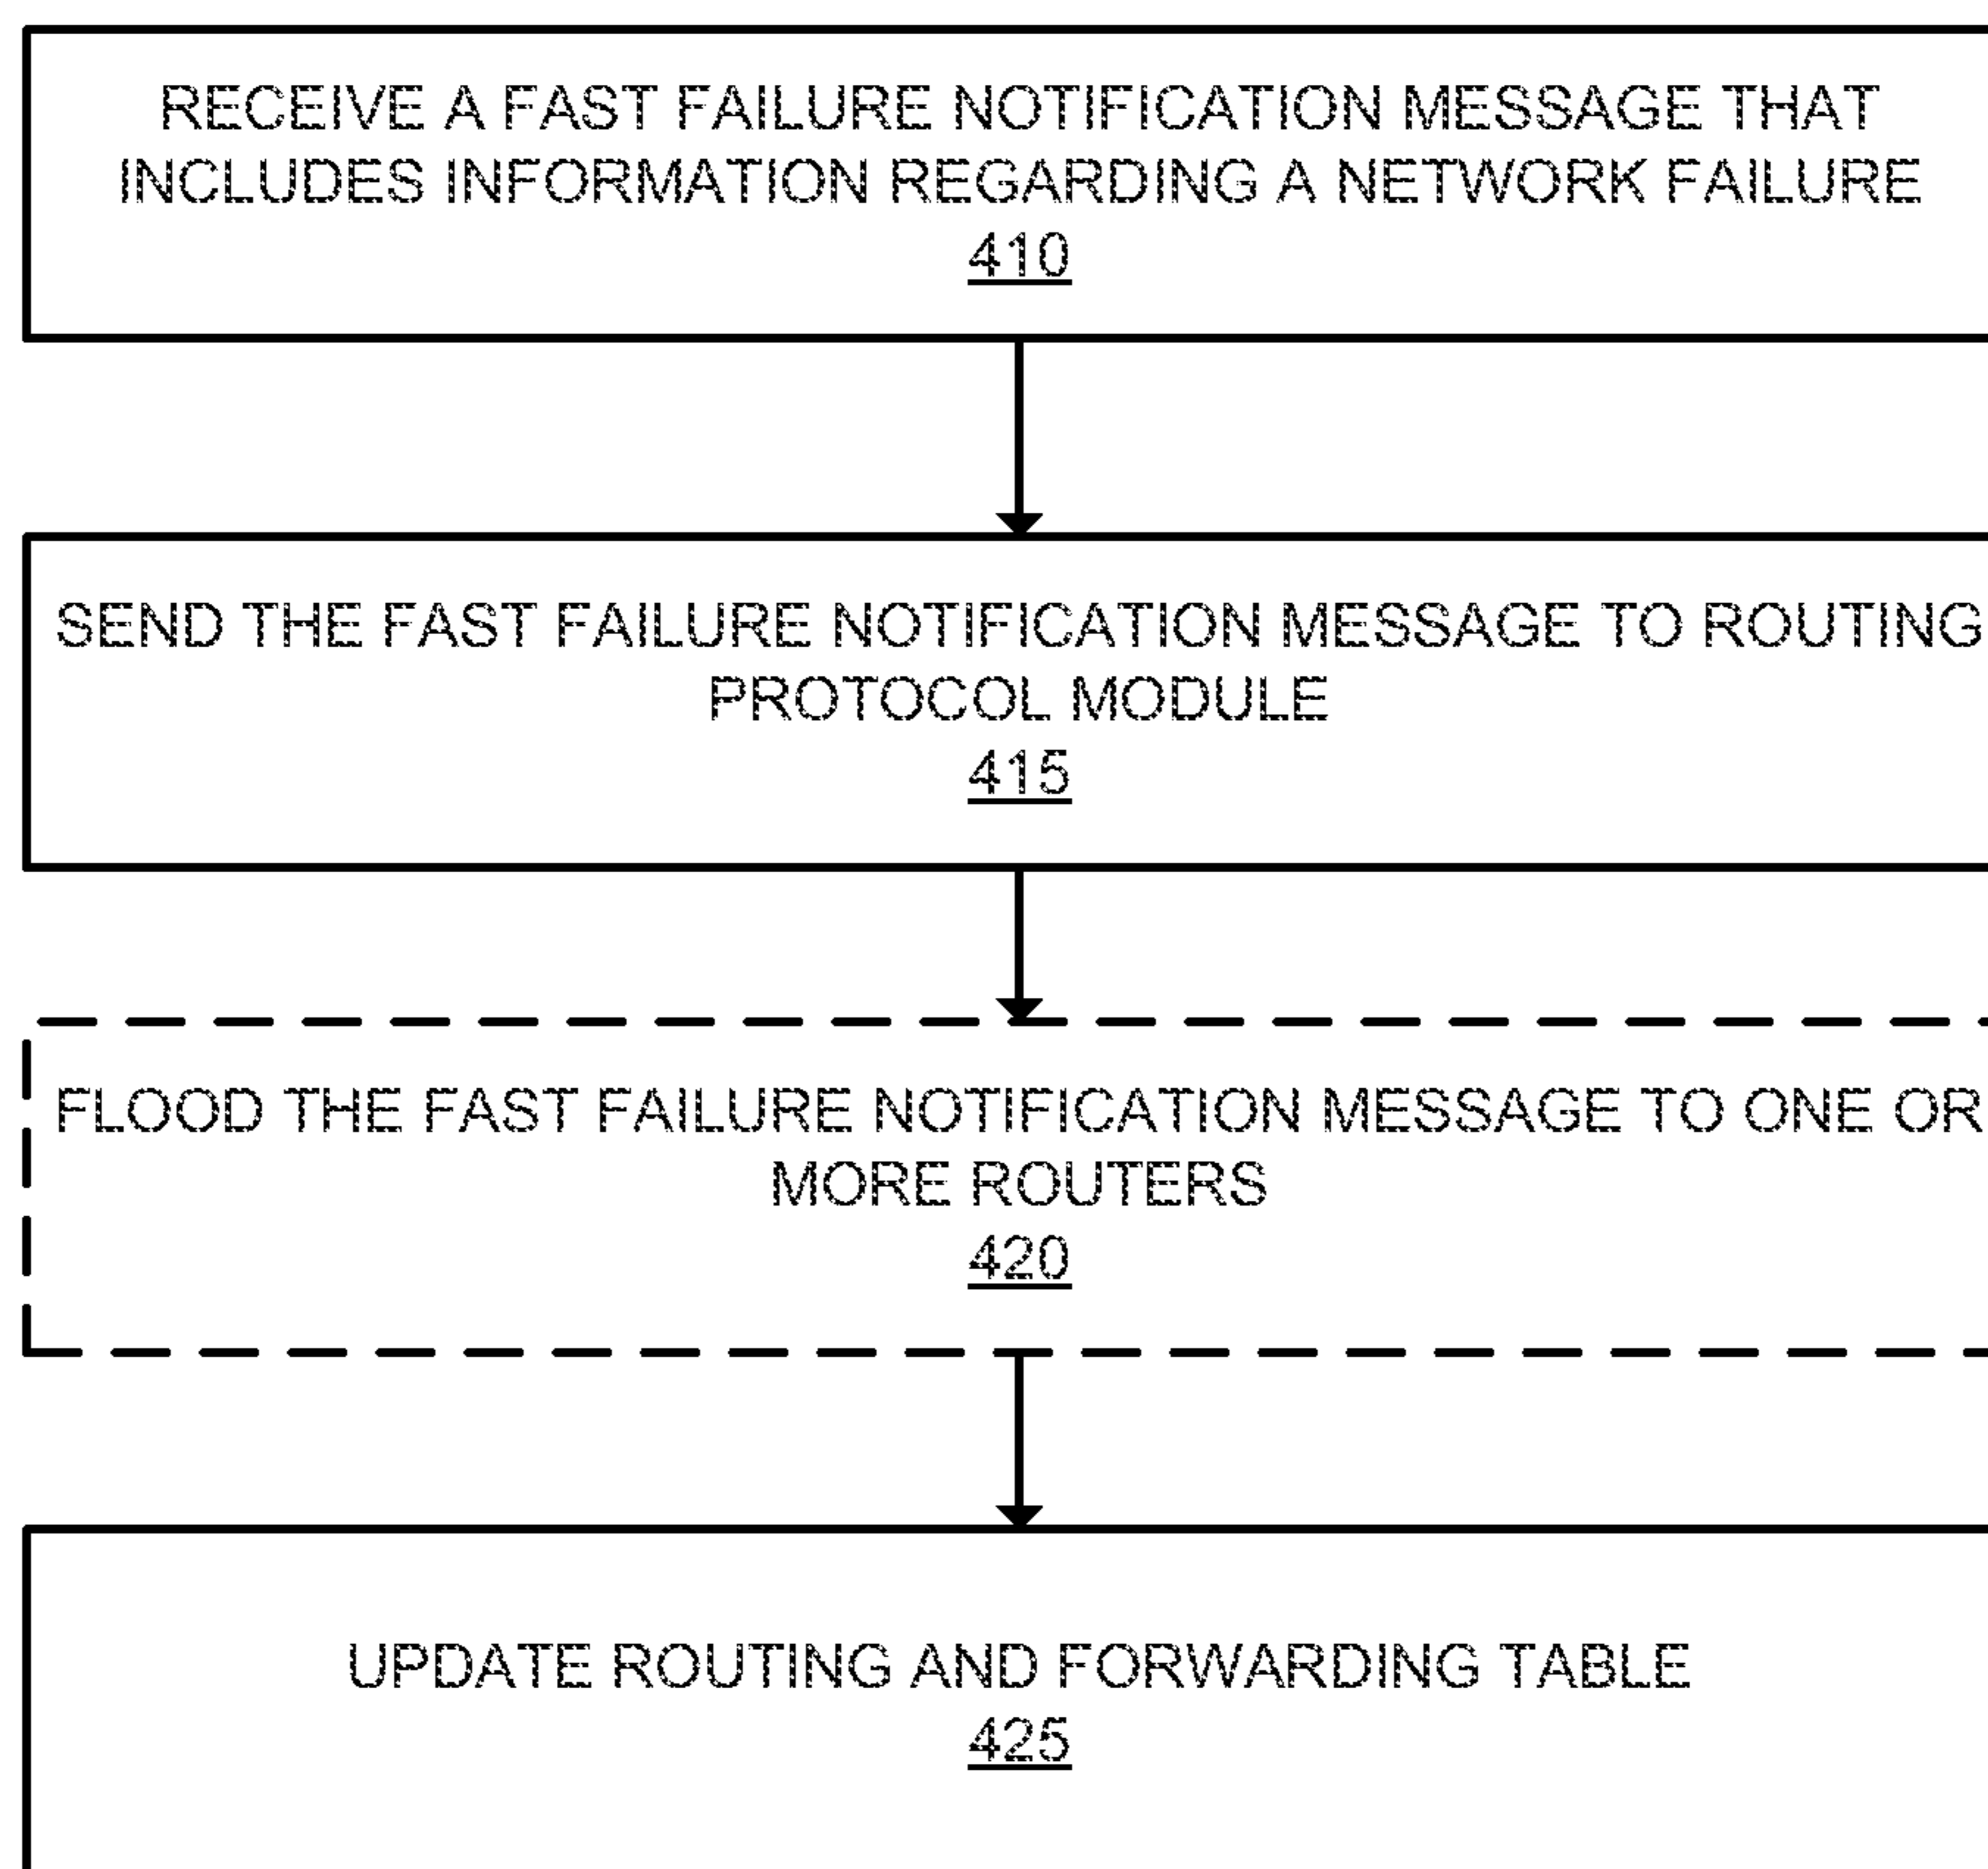 RECEIVE A FAST FAILURE NOTIFICATION MESSAGE THAT
INCLUDES INFORMATION REGARDING A NETWORK FAILURE
410
SEND THE FAST FAILURE NOTIFICATION MESSAGE TO ROUTING
PROTOCOL MODULE
415
FLOOD THE FAST FAILURE NOTIFICATION MESSAGE TO ONE OR
MORE ROUTERS
420
UPDATE ROUTING AND FORWARDING TABLE
425